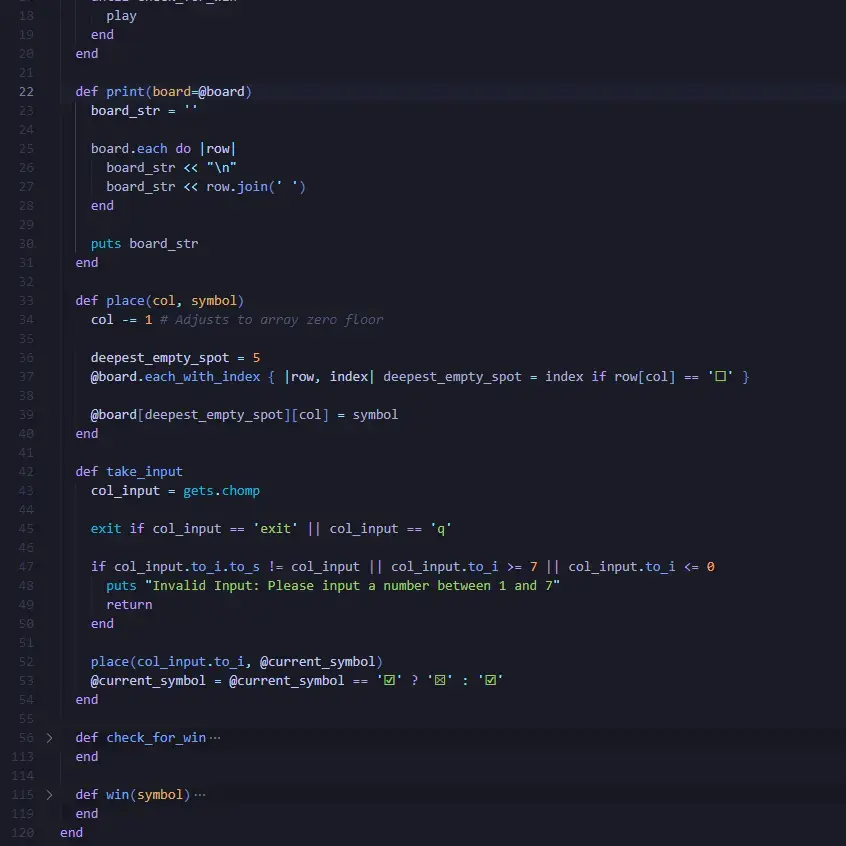 18 play
19 end
20 end
21
22 def print(board=@board)
23 board_str = ''
24
25 board.each do |row|
26 board_str << "\n"
27 board_str << row.join(' ')
28 end
29
30 puts board_str
31 end
32
33 def place(col, symbol)
34 col -= 1 # Adjusts to array zero floor
35
36 deepest_empty_spot = 5
37 @board.each_with_index { |row, index| deepest_empty_spot = index if row[col] == '☐' }
38
39 @board[deepest_empty_spot][col] = symbol
40 end
41
42 def take_input
43 col_input = gets.chomp
44
45 exit if col_input == 'exit' || col_input == 'q'
46
47 if col_input.to_i.to_s != col_input || col_input.to_i >= 7 || col_input.to_i <= 0
48 puts "Invalid Input: Please input a number between 1 and 7"
49 return
50 end
51
52 place(col_input.to_i, @current_symbol)
53 @current_symbol = @current_symbol == '☑' ? '☒' : '☑'
54 end
55
56 def check_for_win ...
113 end
114
115 def win(symbol) ...
119 end
120 end